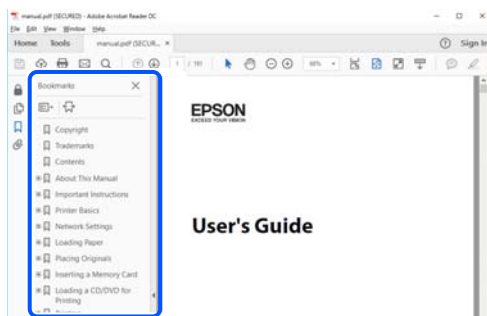 manual.pdf (SECURED) - Adobe Acrobat Reader DC
File Edit View Window Help
Home Tools manual.pdf (SECUR... ×
Sign In
1 / 191
Bookmarks
EPSON
EXCEED YOUR VISION
Copyright
Trademarks
Contents
About This Manual
Important Instructions
Printer Basics
Network Settings
User's Guide
Loading Paper
Placing Originals
Inserting a Memory Card
Loading a CD/DVD for
Printing